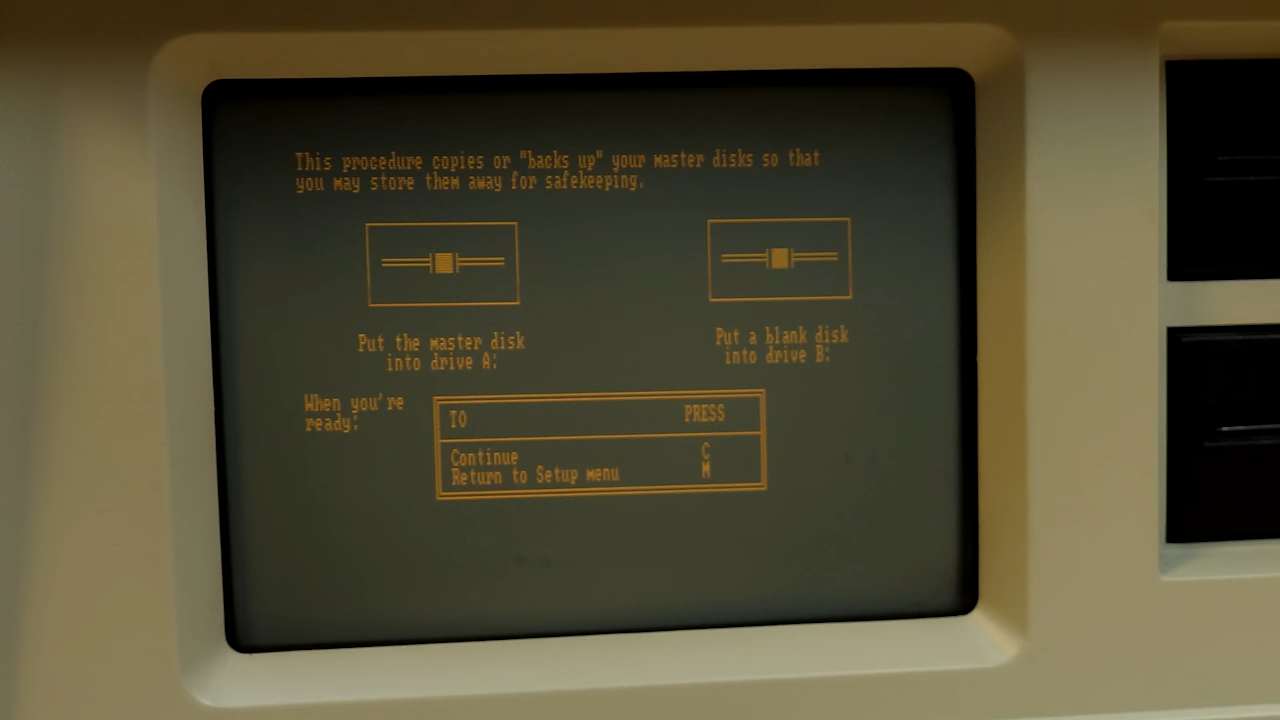 This procedure copies or "backs up" your master disks so that
you may store them away for safekeeping.
Put the master disk
into drive A:
Put a blank disk
into drive B:
When you're
ready:
TO PRESS
Continue C
Return to Setup menu M